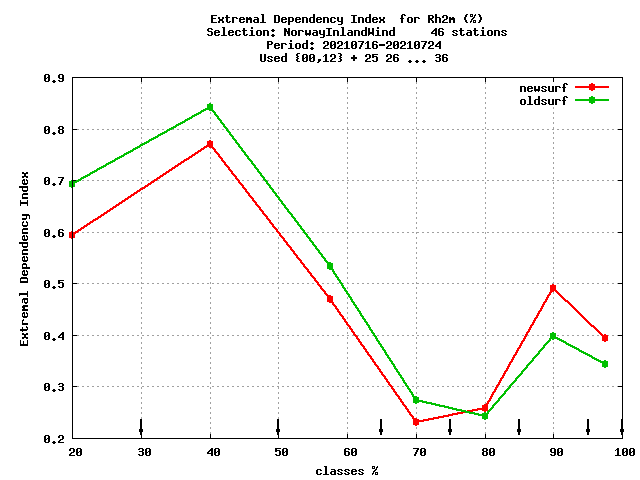 Extremal Dependency Index  for Rh2m (%)
Selection: NorwayInlandWind     46 stations
Period: 20210716-20210724
Used {00,12} + 25 26 ... 36
newsurf
oldsurf
0.9
0.8
0.7
0.6
0.5
0.4
0.3
0.2
Extremal Dependency Index
20 30 40 50 60 70 80 90 100
classes %